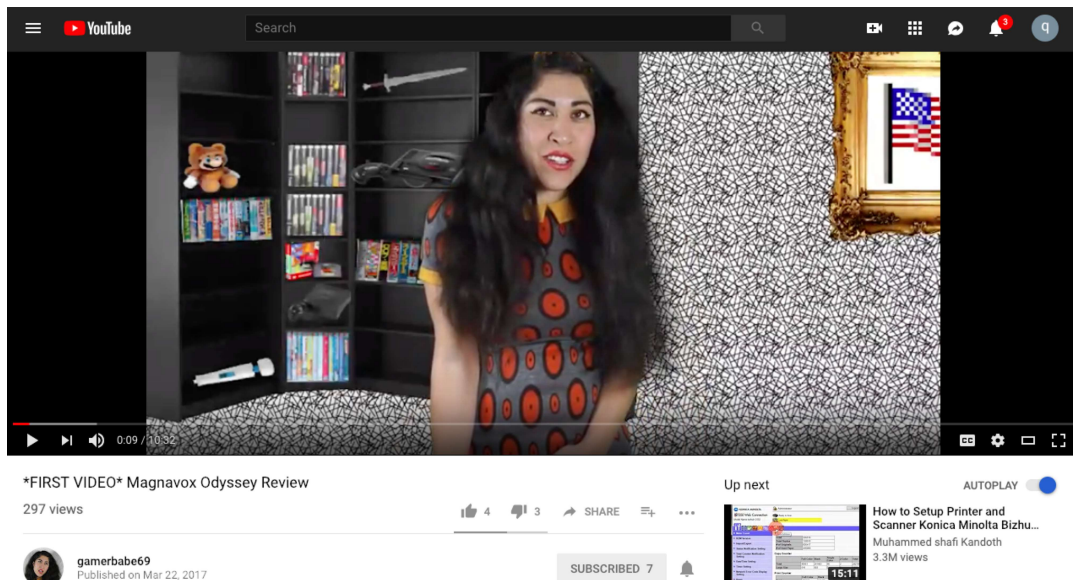 YouTube
Search
3
q
0:09 / 10:32
CC
*FIRST VIDEO* Magnavox Odyssey Review
297 views
4
3
SHARE
gamerbabe69
Published on Mar 22, 2017
SUBSCRIBED 7
Up next
AUTOPLAY
15:11
How to Setup Printer and
Scanner Konica Minolta Bizhu...
Muhammed shafi Kandoth
3.3M views